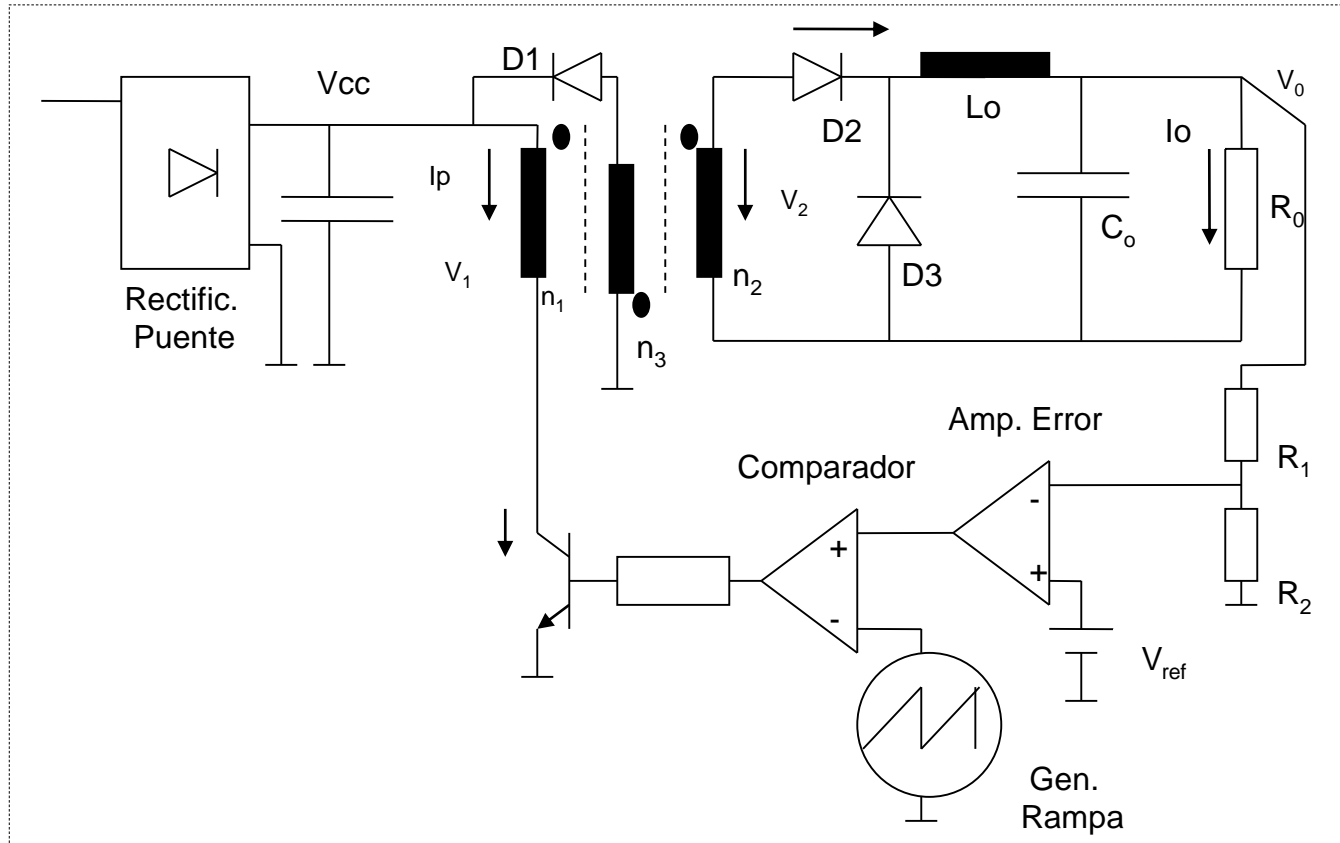 D1
Vcc
V₀
D2
Lo
Io
Ip
V₂
R₀
Cₒ
D3
V₁
n₁
n₂
Rectific.
Puente
n₃
Amp. Error
Comparador
R₁
-
+
+
-
R₂
Vref
Gen.
Rampa